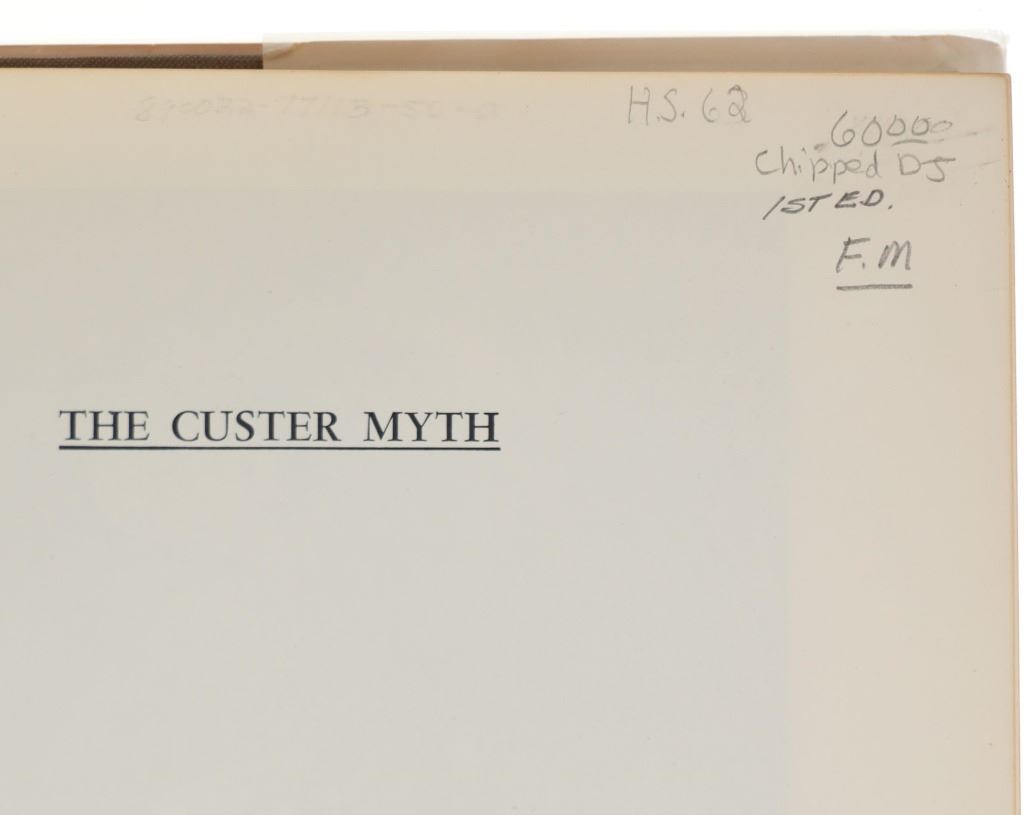 H.S. 62
60000
Chipped DJ
1ST ED.
F.M
THE CUSTER MYTH